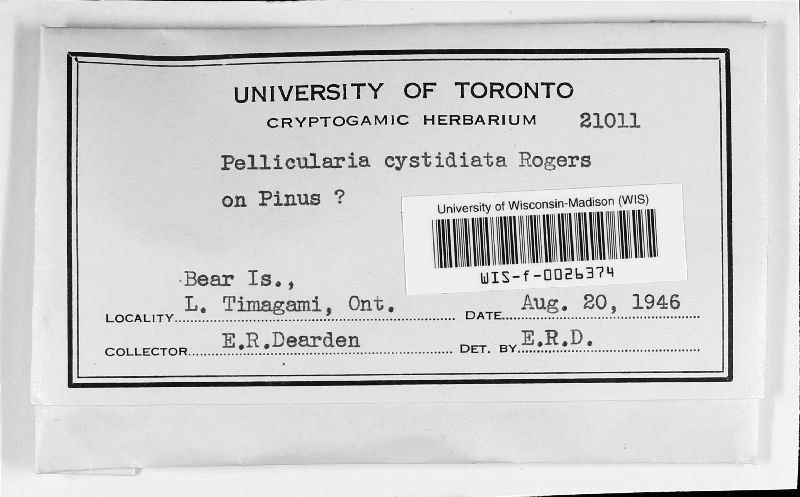 UNIVERSITY OF TORONTO
CRYPTOGAMIC HERBARIUM 21011
Pellicularia cystidiata Rogers
on Pinus ?
University of Wisconsin-Madison (WIS)
WIS-f-0026374
Bear Is.,
LOCALITY L. Timagami, Ont. DATE Aug. 20, 1946
COLLECTOR E.R.Dearden DET. BY E.R.D.